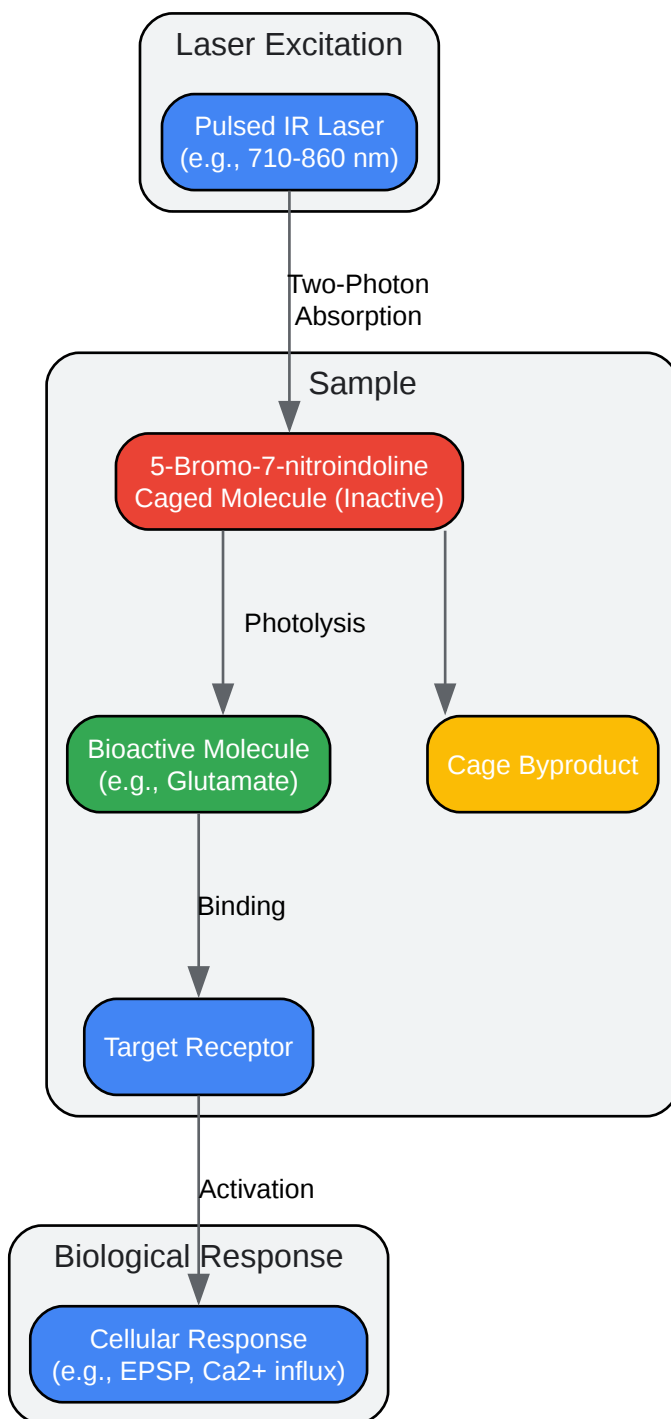 Laser Excitation
Pulsed IR Laser
(e.g., 710-860 nm)
Two-Photon
Absorption
Sample
5-Bromo-7-nitroindoline
Caged Molecule (Inactive)
Photolysis
Bioactive Molecule
(e.g., Glutamate)
Cage Byproduct
Binding
Target Receptor
Activation
Biological Response
Cellular Response
(e.g., EPSP, Ca2+ influx)